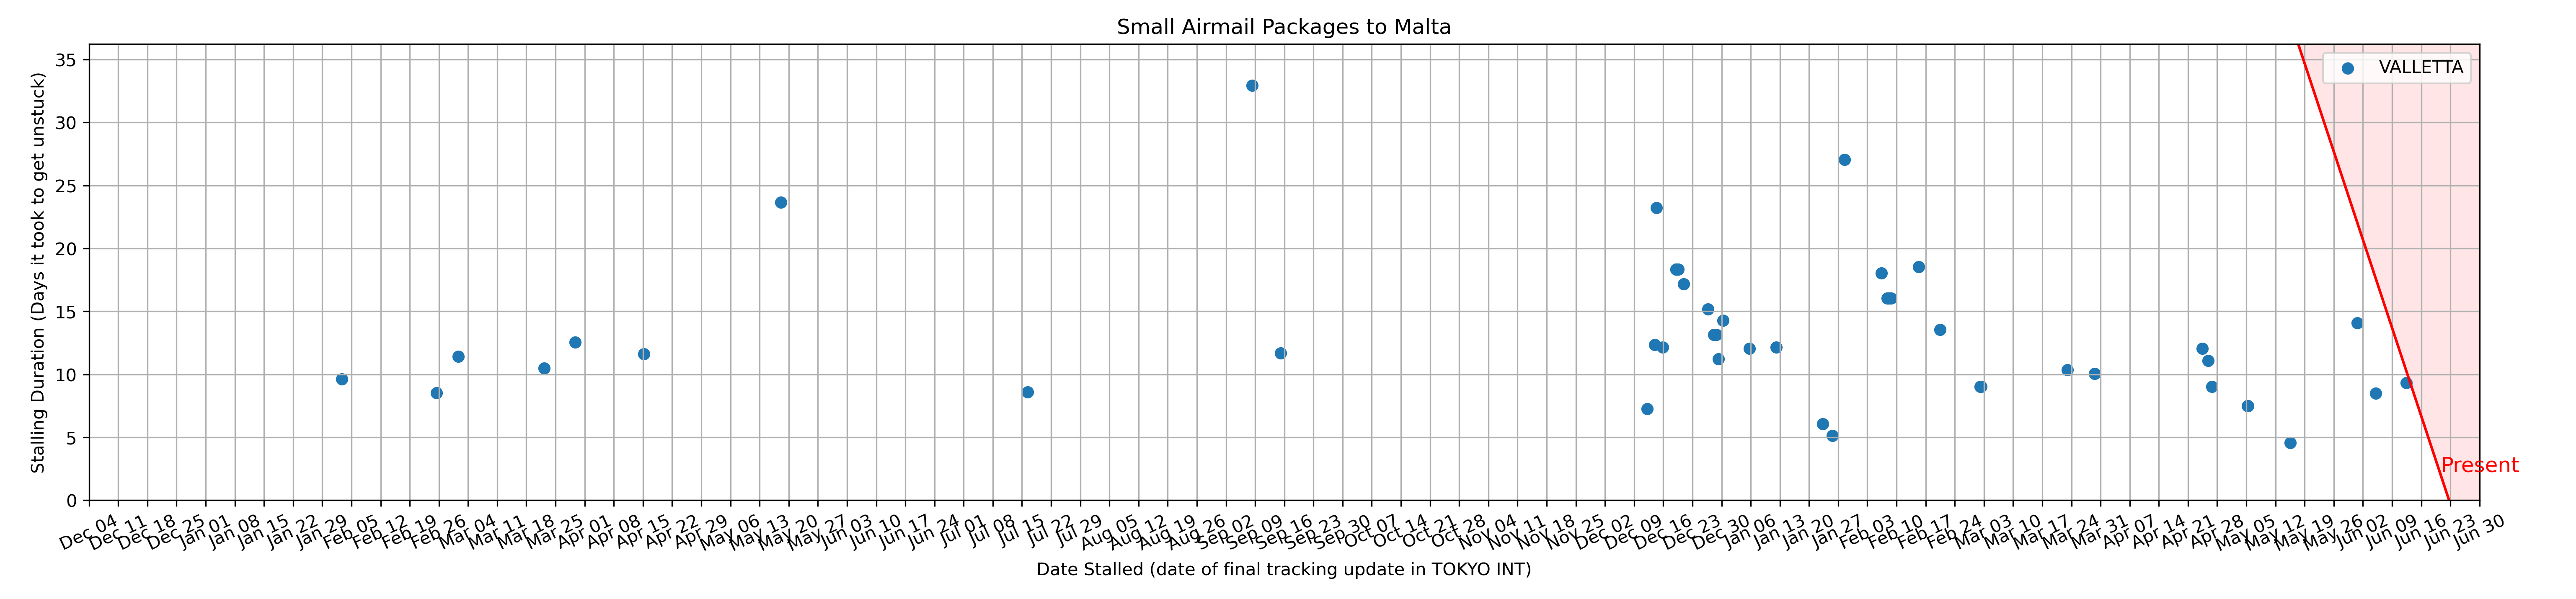 Small Airmail Packages to Malta
VALLETTA
Stalling Duration (Days it took to get unstuck)
35
30
25
20
15
10
5
0
Present
Dec 04 Dec 11 Dec 18 Dec 25 Jan 01 Jan 08 Jan 15 Jan 22 Jan 29 Feb 05 Feb 12 Feb 19 Feb 26 Mar 04 Mar 11 Mar 18 Mar 25 Apr 01 Apr 08 Apr 15 Apr 22 Apr 29 May 06 May 13 May 20 May 27 Jun 03 Jun 10 Jun 17 Jun 24 Jul 01 Jul 08 Jul 15 Jul 22 Jul 29 Aug 05 Aug 12 Aug 19 Aug 26 Sep 02 Sep 09 Sep 16 Sep 23 Sep 30 Oct 07 Oct 14 Oct 21 Oct 28 Nov 04 Nov 11 Nov 18 Nov 25 Dec 02 Dec 09 Dec 16 Dec 23 Dec 30 Jan 06 Jan 13 Jan 20 Jan 27 Feb 03 Feb 10 Feb 17 Feb 24 Mar 03 Mar 10 Mar 17 Mar 24 Mar 31 Apr 07 Apr 14 Apr 21 Apr 28 May 05 May 12 May 19 May 26 Jun 02 Jun 09 Jun 16 Jun 23 Jun 30
Date Stalled (date of final tracking update in TOKYO INT)